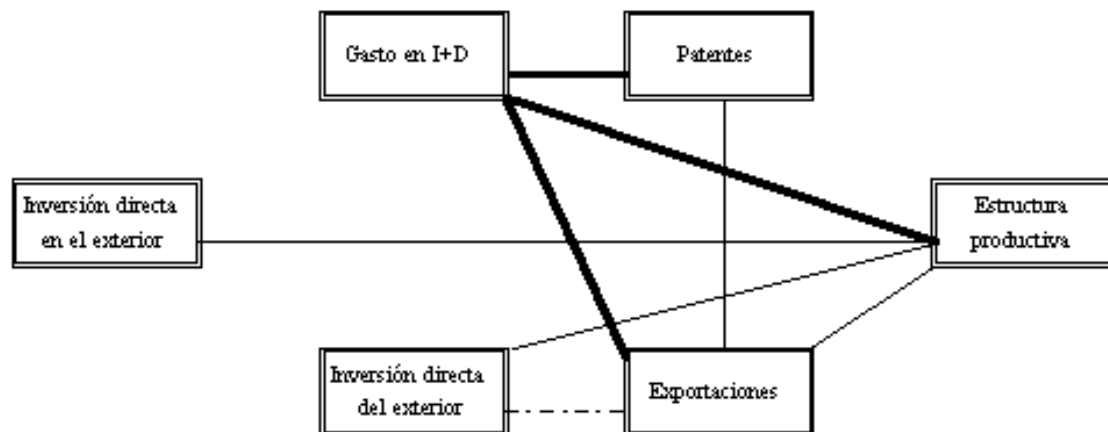 Gasto en I+D
Patentes
Inversión directa
en el exterior
Estructura
productiva
Inversión directa
del exterior
Exportaciones